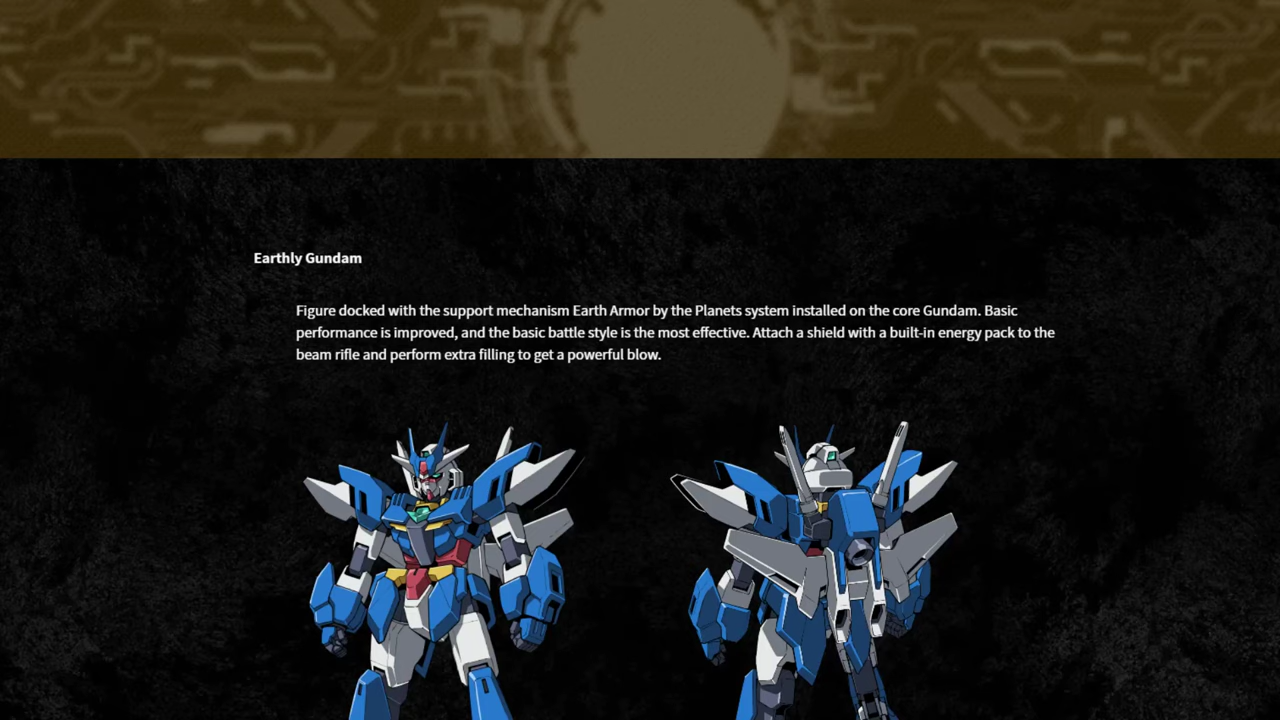 Earthly Gundam
Figure docked with the support mechanism Earth Armor by the Planets system installed on the core Gundam. Basic
performance is improved, and the basic battle style is the most effective. Attach a shield with a built-in energy pack to the
beam rifle and perform extra filling to get a powerful blow.